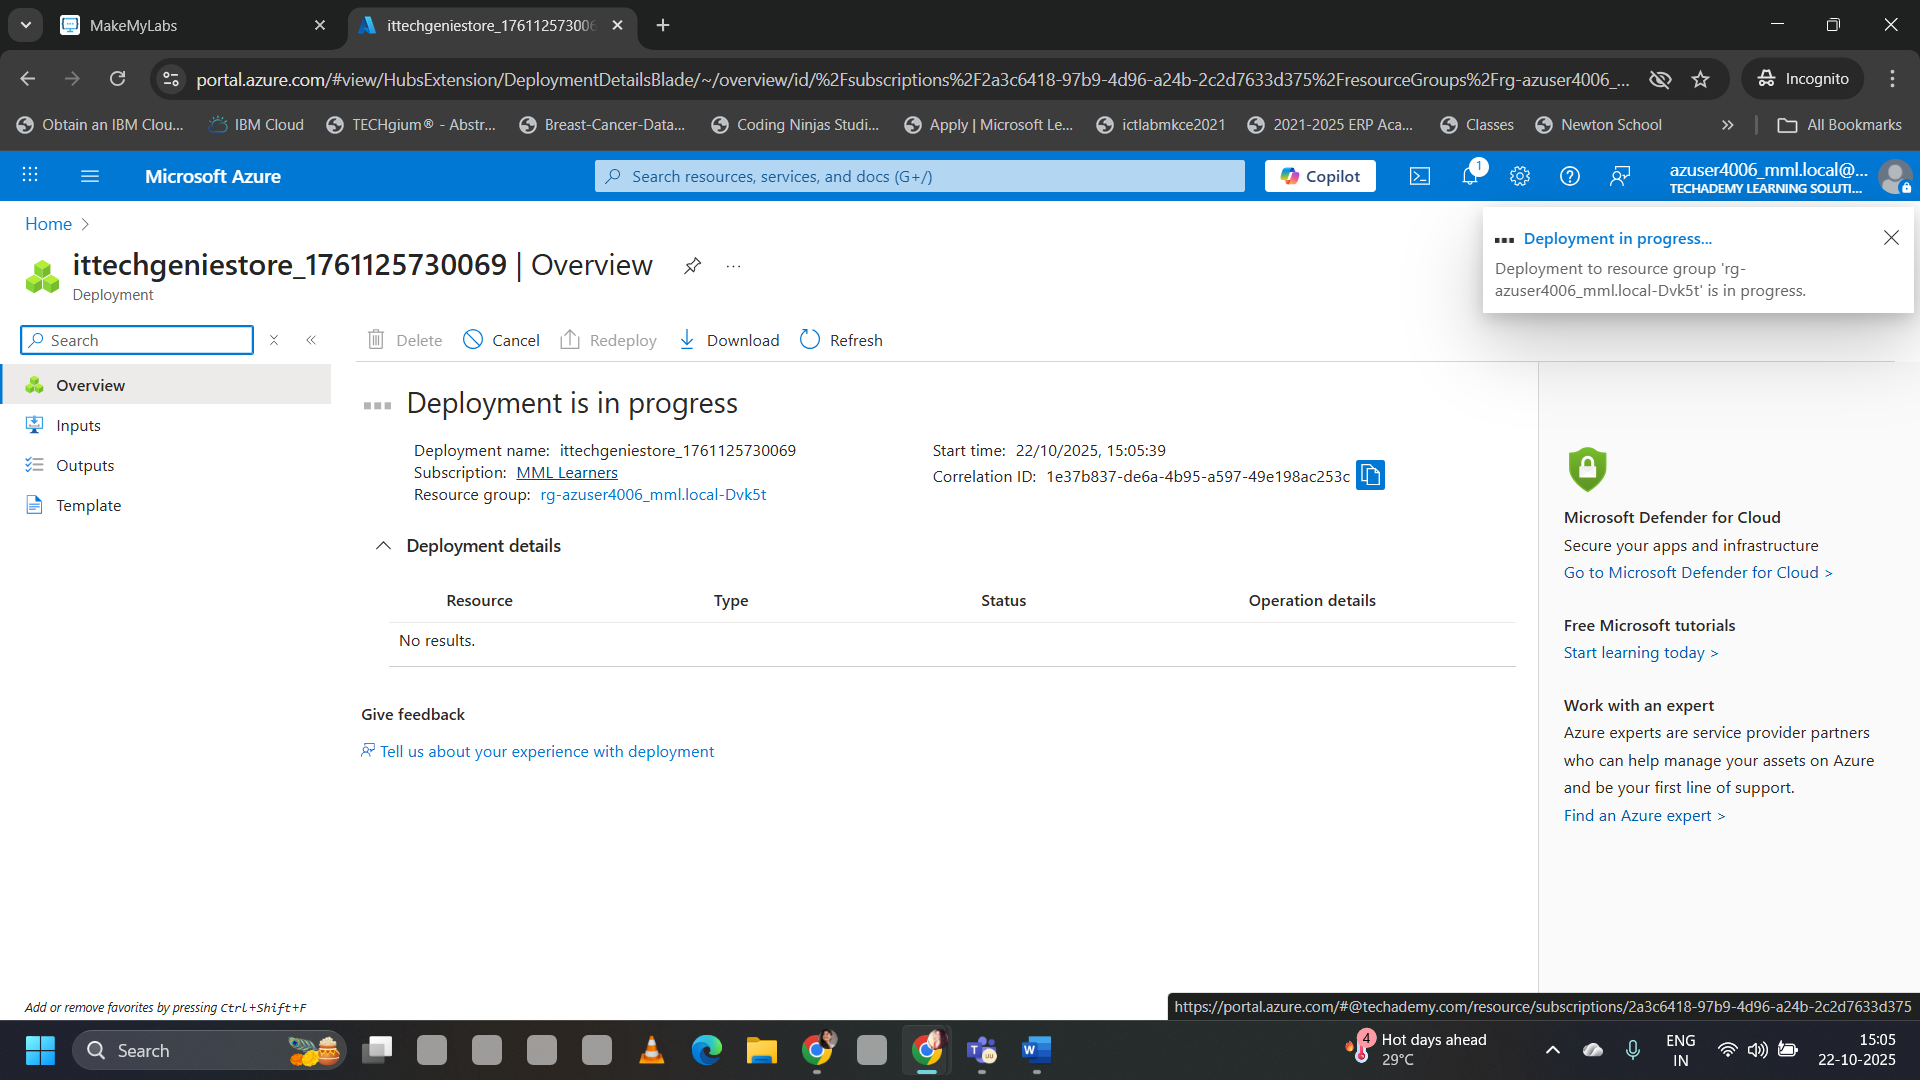 MakeMyLabs
ittechgeniestore_1761125730069
portal.azure.com/#view/HubsExtension/DeploymentDetailsBlade/~/overview/id/%2Fsubscriptions%2F2a3c6418-97b9-4d96-a24b-2c2d7633d375%2FresourceGroups%2Frg-azuser4006_...
Incognito
Obtain an IBM Clou...
IBM Cloud
TECHgium® - Abstr...
Breast-Cancer-Data...
Coding Ninjas Studi...
Apply | Microsoft Le...
ictlabmkce2021
2021-2025 ERP Aca...
Classes
Newton School
All Bookmarks
Microsoft Azure
Search resources, services, and docs (G+/)
Copilot
1
azuser4006_mml.local@...
TECHADEMY LEARNING SOLUTI...
Home
Deployment in progress...
Deployment to resource group 'rg-
azuser4006_mml.local-Dvk5t' is in progress.
ittechgeniestore_1761125730069 | Overview
Deployment
Search
Delete
Cancel
Redeploy
Download
Refresh
Overview
Inputs
Outputs
Template
Deployment is in progress
Deployment name: ittechgeniestore_1761125730069
Subscription: MML Learners
Resource group: rg-azuser4006_mml.local-Dvk5t
Start time: 22/10/2025, 15:05:39
Correlation ID: 1e37b837-de6a-4b95-a597-49e198ac253c
Deployment details
Resource
Type
Status
Operation details
No results.
Give feedback
Tell us about your experience with deployment
Microsoft Defender for Cloud
Secure your apps and infrastructure
Go to Microsoft Defender for Cloud >
Free Microsoft tutorials
Start learning today >
Work with an expert
Azure experts are service provider partners
who can help manage your assets on Azure
and be your first line of support.
Find an Azure expert >
Add or remove favorites by pressing Ctrl+Shift+F
https://portal.azure.com/#@techademy.com/resource/subscriptions/2a3c6418-97b9-4d96-a24b-2c2d7633d375
Search
4
Hot days ahead
29°C
ENG
IN
15:05
22-10-2025